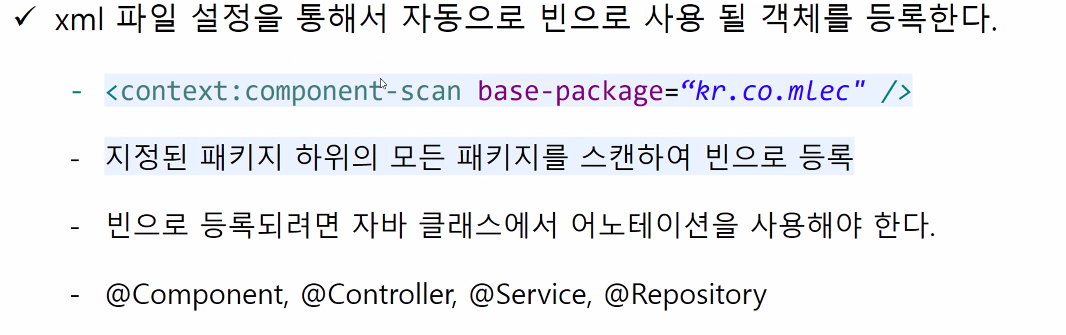 ✓ xml 파일 설정을 통해서 자동으로 빈으로 사용 될 객체를 등록한다.
- <context:component-scan base-package=“kr.co.mlec" />
- 지정된 패키지 하위의 모든 패키지를 스캔하여 빈으로 등록
- 빈으로 등록되려면 자바 클래스에서 어노테이션을 사용해야 한다.
- @Component, @Controller, @Service, @Repository